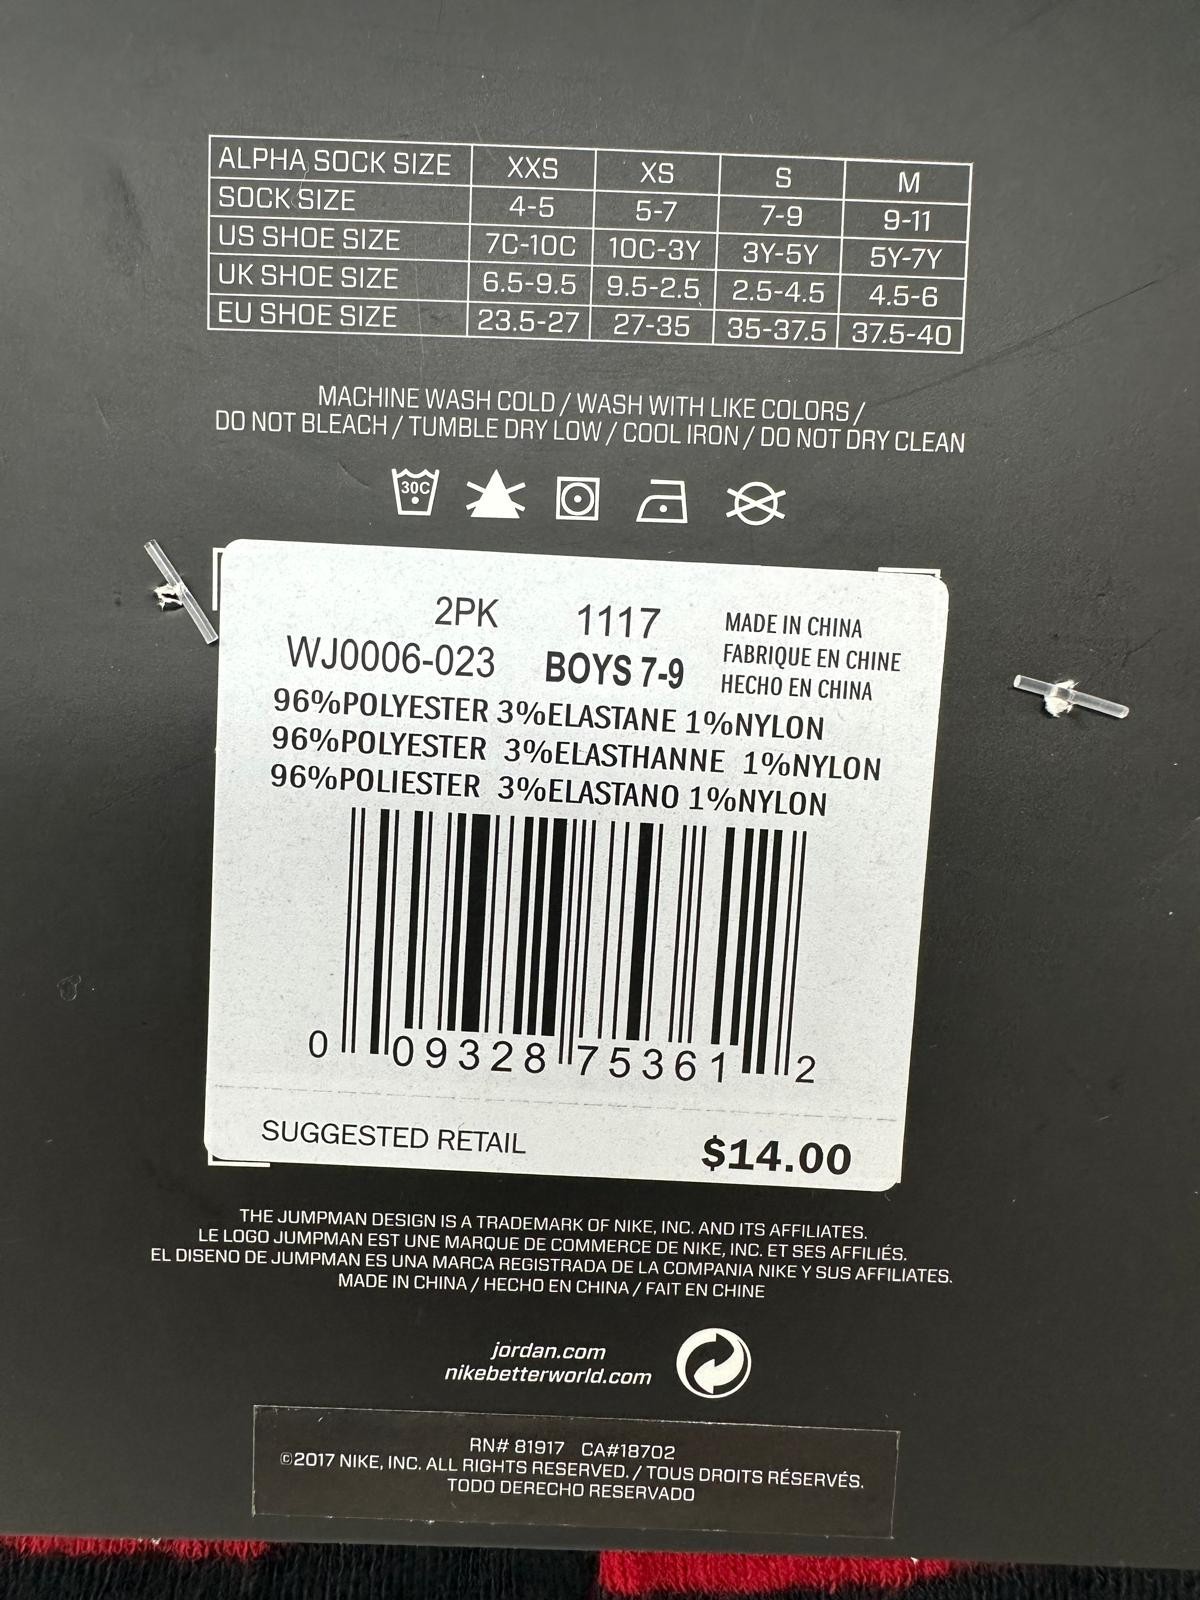 ALPHA SOCK SIZE XXS XS S M
SOCK SIZE 4-5 5-7 7-9 9-11
US SHOE SIZE 7C-10C 10C-3Y 3Y-5Y 5Y-7Y
UK SHOE SIZE 6.5-9.5 9.5-2.5 2.5-4.5 4.5-6
EU SHOE SIZE 23.5-27 27-35 35-37.5 37.5-40
MACHINE WASH COLD / WASH WITH LIKE COLORS /
DO NOT BLEACH / TUMBLE DRY LOW / COOL IRON / DO NOT DRY CLEAN
30C
2PK 1117 MADE IN CHINA
WJ0006-023 BOYS 7-9 FABRIQUE EN CHINE
HECHO EN CHINA
96%POLYESTER 3%ELASTANE 1%NYLON
96%POLYESTER 3%ELASTHANNE 1%NYLON
96%POLIESTER 3%ELASTANO 1%NYLON
0 09328 75361 2
SUGGESTED RETAIL $14.00
THE JUMPMAN DESIGN IS A TRADEMARK OF NIKE, INC. AND ITS AFFILIATES.
LE LOGO JUMPMAN EST UNE MARQUE DE COMMERCE DE NIKE, INC. ET SES AFFILIÉS.
EL DISENO DE JUMPMAN ES UNA MARCA REGISTRADA DE LA COMPANIA NIKE Y SUS AFFILIATES.
MADE IN CHINA / HECHO EN CHINA / FAIT EN CHINE
jordan.com
nikebetterworld.com
RN# 81917 CA#18702
©2017 NIKE, INC. ALL RIGHTS RESERVED. / TOUS DROITS RÉSERVÉS.
TODO DERECHO RESERVADO